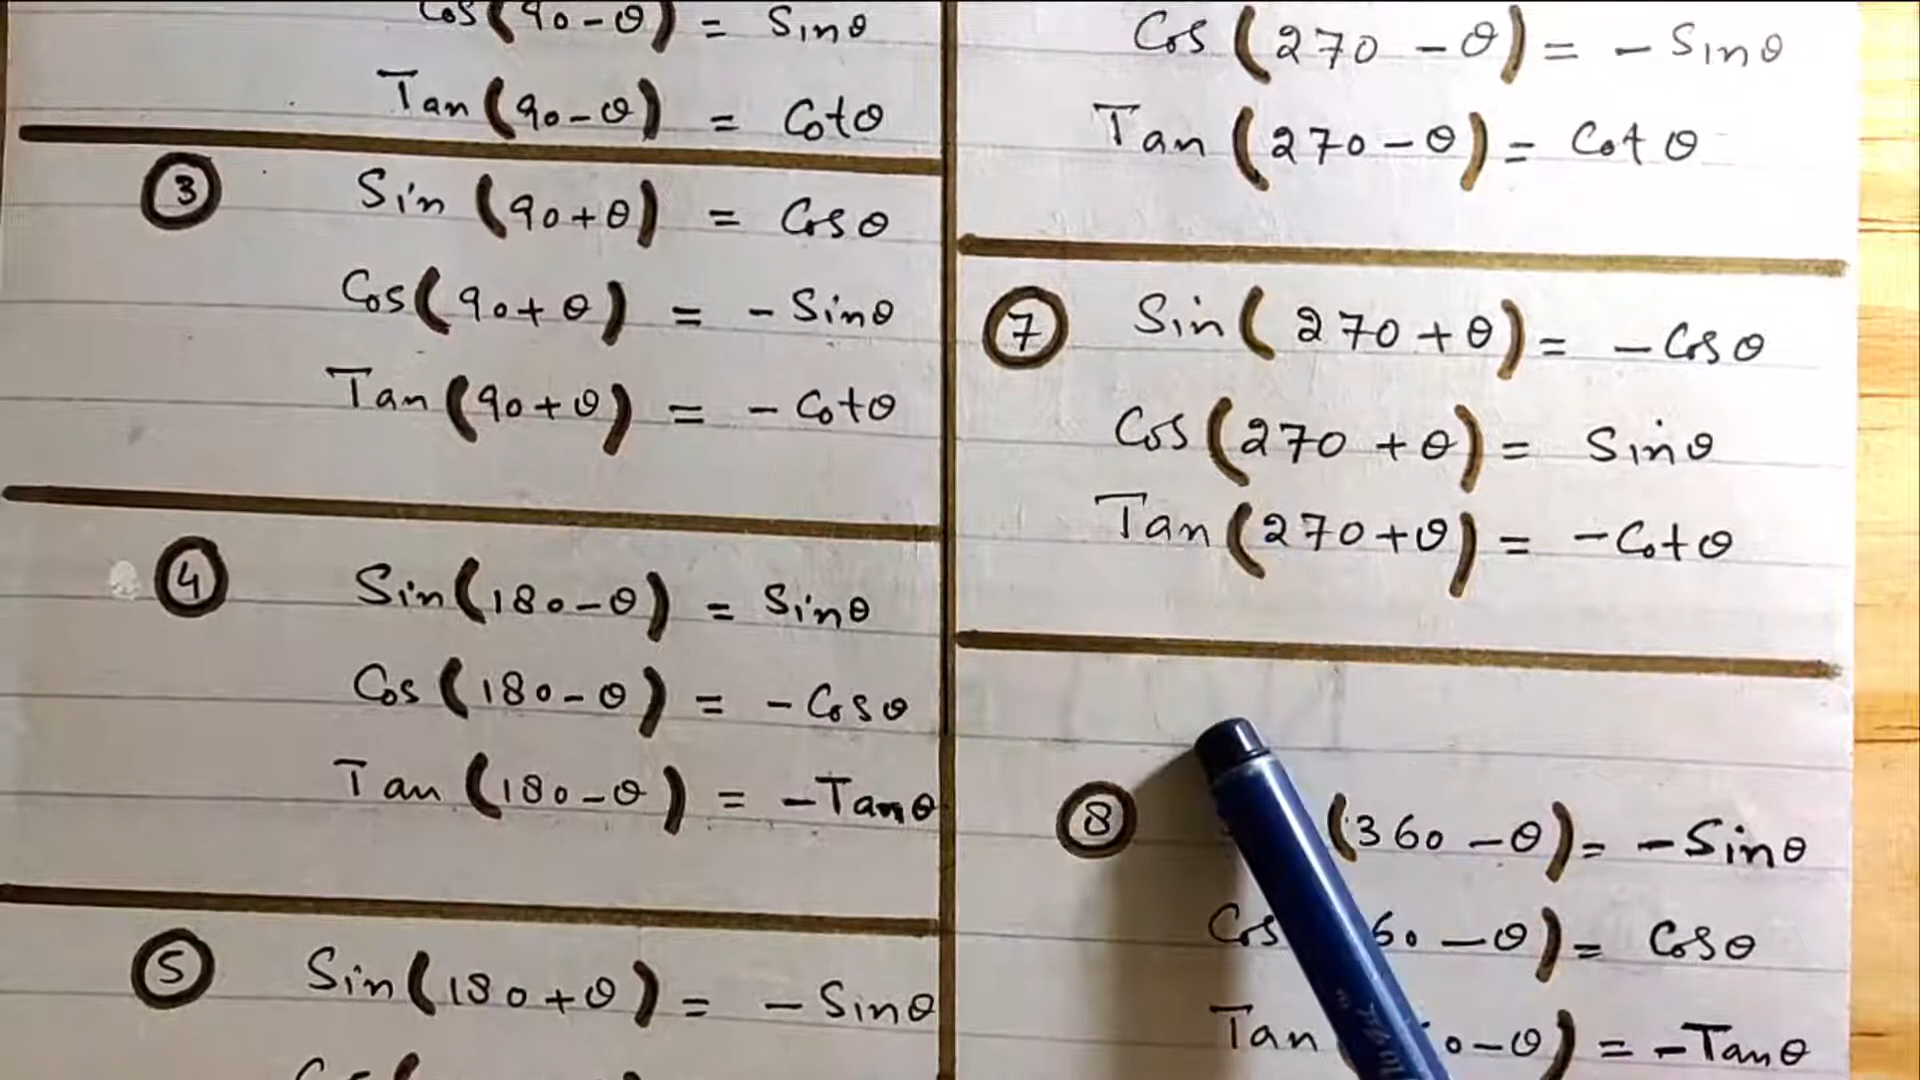 Cos(90-θ) = Sinθ
Tan(90-θ) = Cotθ
3 Sin(90+θ) = Cosθ
Cos(90+θ) = -Sinθ
Tan(90+θ) = -Cotθ
4 Sin(180-θ) = Sinθ
Cos(180-θ) = -Cosθ
Tan(180-θ) = -Tanθ
5 Sin(180+θ) = -Sinθ
Cos(270-θ) = -Sinθ
Tan(270-θ) = Cotθ
7 Sin(270+θ) = -Cosθ
Cos(270+θ) = Sinθ
Tan(270+θ) = -Cotθ
8 (360-θ) = -Sinθ
Cos 60-θ) = Cosθ
Tan 0-θ) = -Tanθ